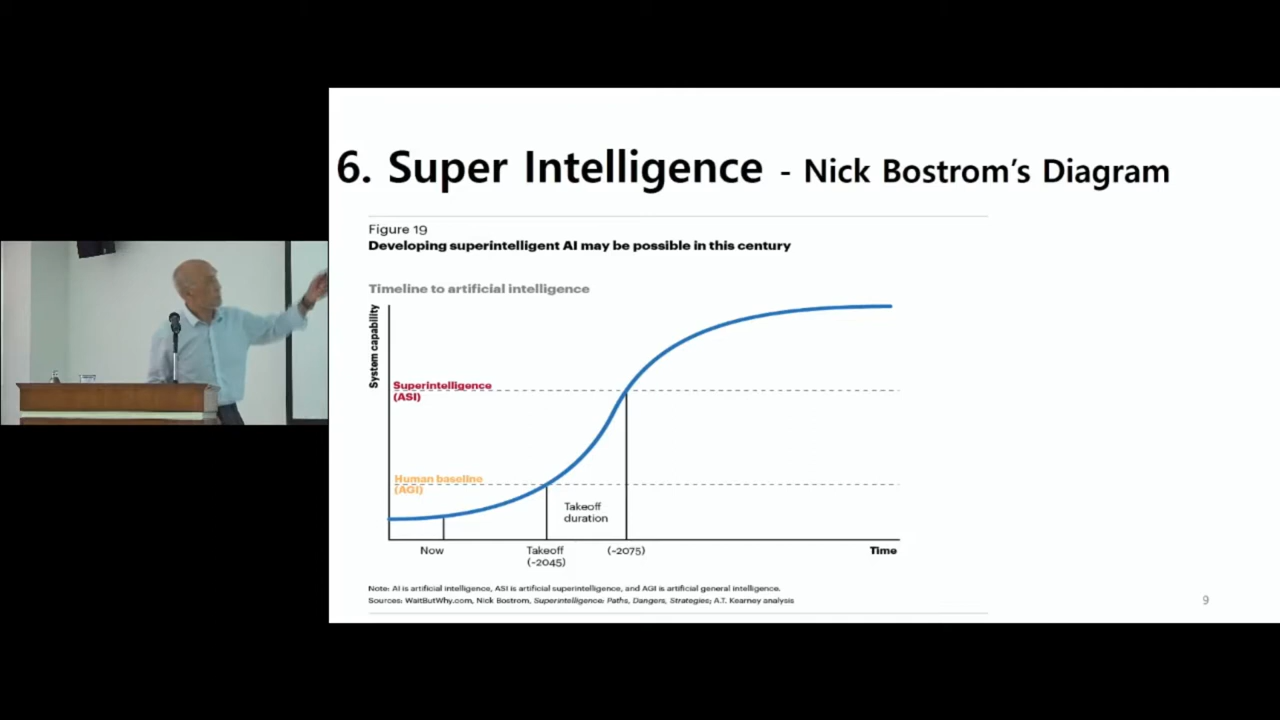 6. Super Intelligence - Nick Bostrom's Diagram
Figure 19
Developing superintelligent AI may be possible in this century
Timeline to artificial intelligence
System capability
Superintelligence
(ASI)
Human baseline
(AGI)
Takeoff
duration
Now
Takeoff
(~2045)
(~2075)
Time
Note: AI is artificial intelligence, ASI is artificial superintelligence, and AGI is artificial general intelligence.
Sources: WaitButWhy.com, Nick Bostrom, Superintelligence: Paths, Dangers, Strategies; A.T. Kearney analysis
9